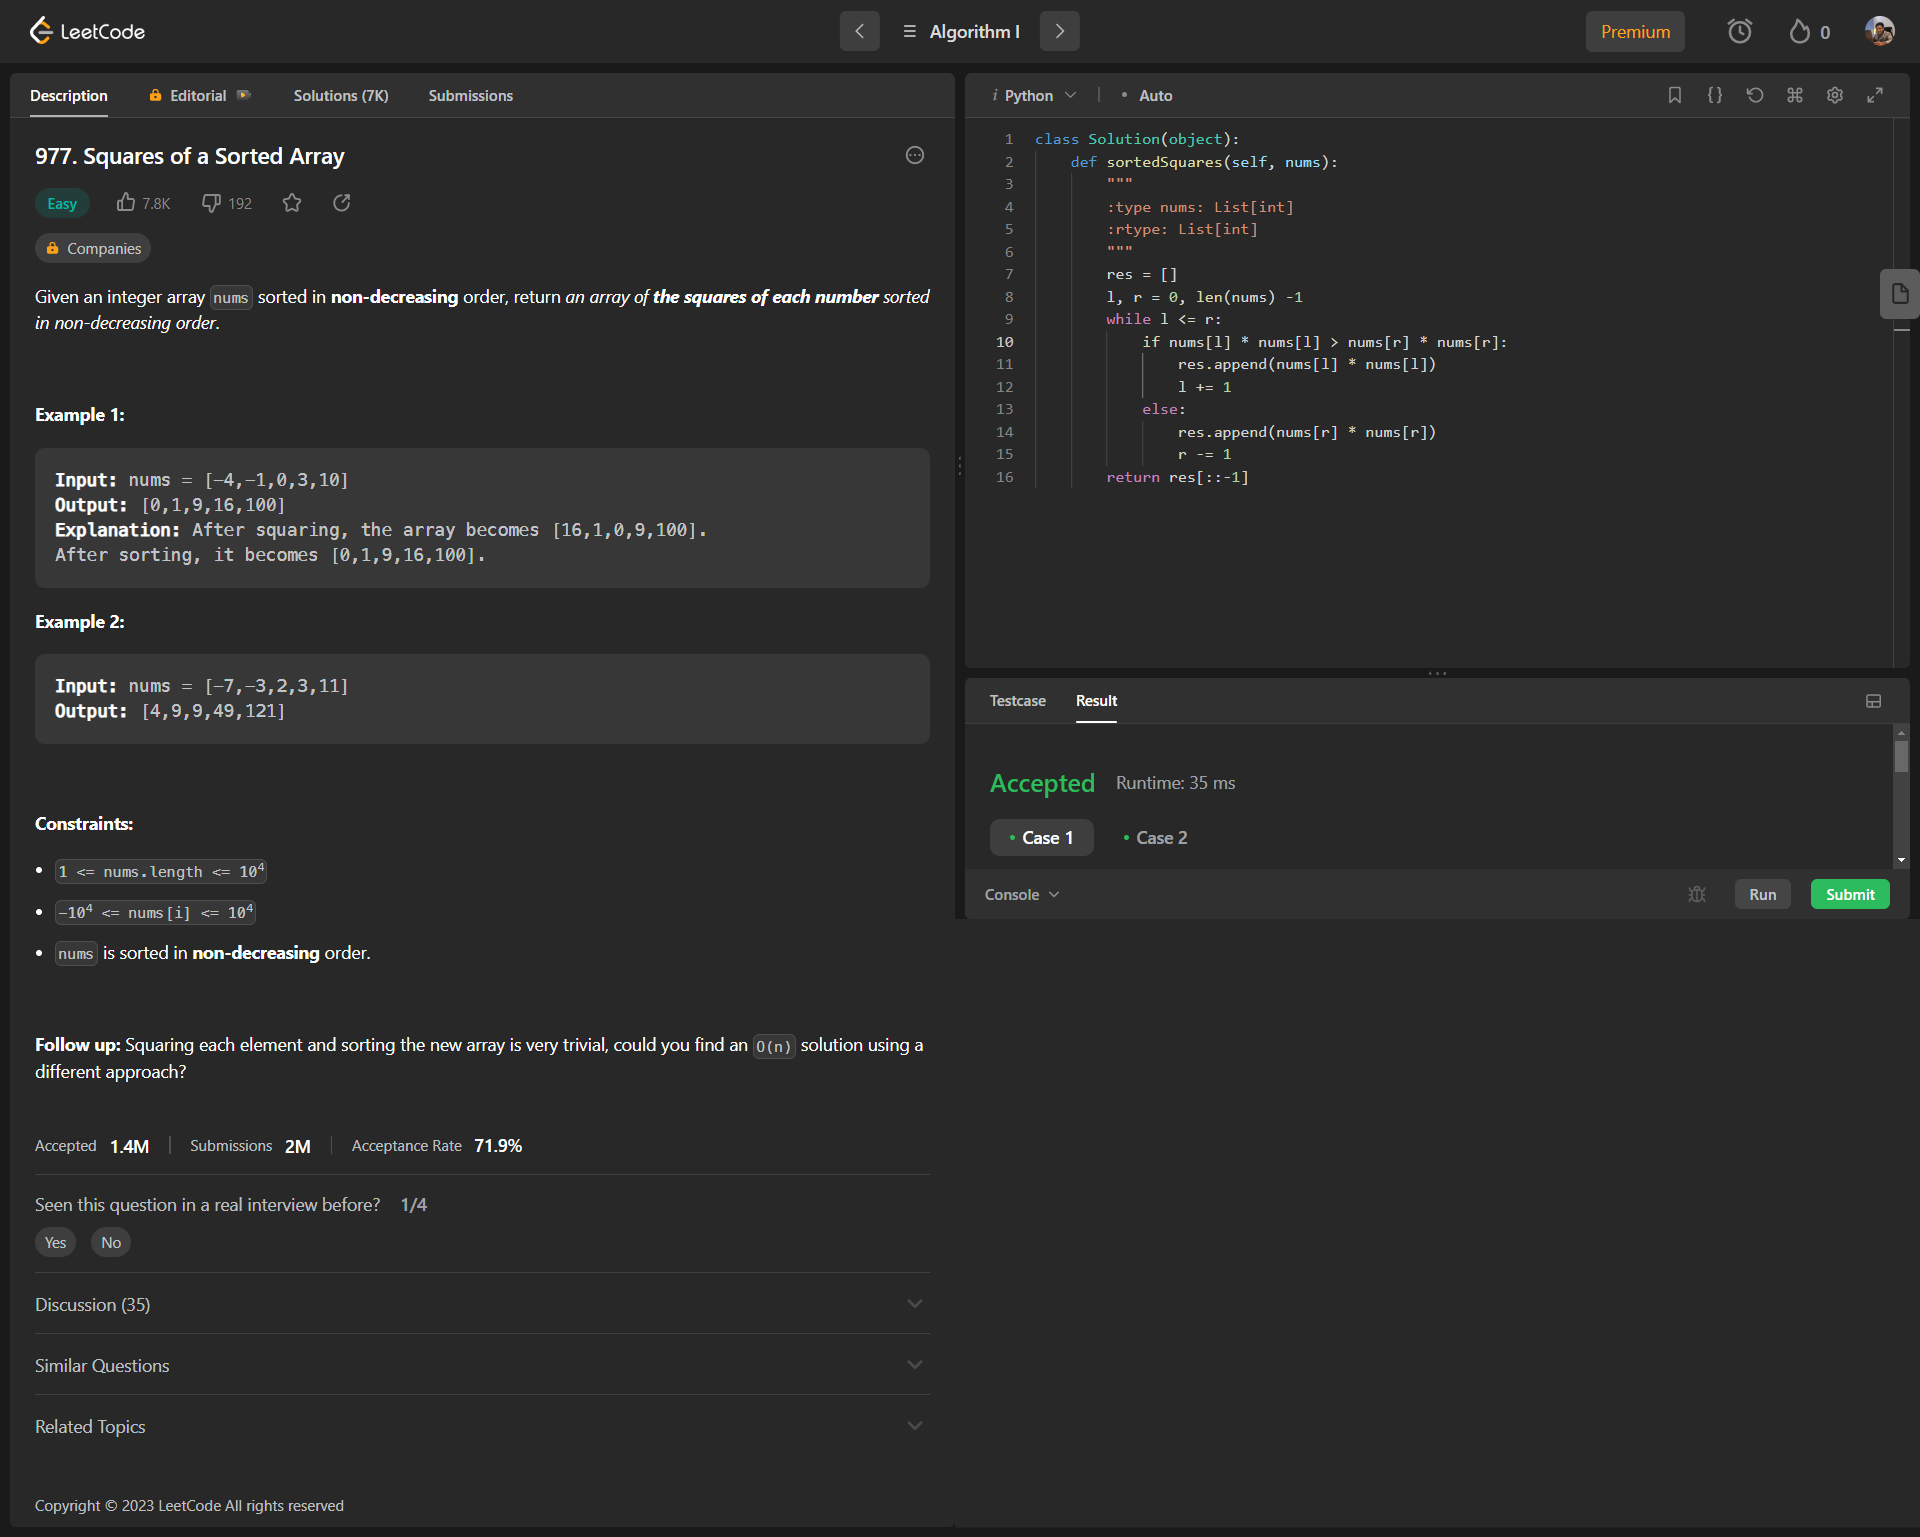 LeetCode
Algorithm I
Premium
0
Description
Editorial
Solutions (7K)
Submissions
977. Squares of a Sorted Array
Easy
7.8K
192
Companies
Given an integer array nums sorted in non-decreasing order, return an array of the squares of each number sorted
in non-decreasing order.
Example 1:
Input: nums = [-4,-1,0,3,10]
Output: [0,1,9,16,100]
Explanation: After squaring, the array becomes [16,1,0,9,100].
After sorting, it becomes [0,1,9,16,100].
Example 2:
Input: nums = [-7,-3,2,3,11]
Output: [4,9,9,49,121]
Constraints:
• 1 <= nums.length <= 10⁴
• -10⁴ <= nums[i] <= 10⁴
• nums is sorted in non-decreasing order.
Follow up: Squaring each element and sorting the new array is very trivial, could you find an O(n) solution using a
different approach?
Accepted 1.4M | Submissions 2M | Acceptance Rate 71.9%
Seen this question in a real interview before? 1/4
Yes No
Discussion (35)
Similar Questions
Related Topics
Copyright © 2023 LeetCode All rights reserved
i Python | • Auto
1 class Solution(object):
2     def sortedSquares(self, nums):
3         """
4         :type nums: List[int]
5         :rtype: List[int]
6         """
7         res = []
8         l, r = 0, len(nums) -1
9         while l <= r:
10             if nums[l] * nums[l] > nums[r] * nums[r]:
11                 res.append(nums[l] * nums[l])
12                 l += 1
13             else:
14                 res.append(nums[r] * nums[r])
15                 r -= 1
16         return res[::-1]
Testcase
Result
Accepted Runtime: 35 ms
• Case 1
• Case 2
Console
Run
Submit